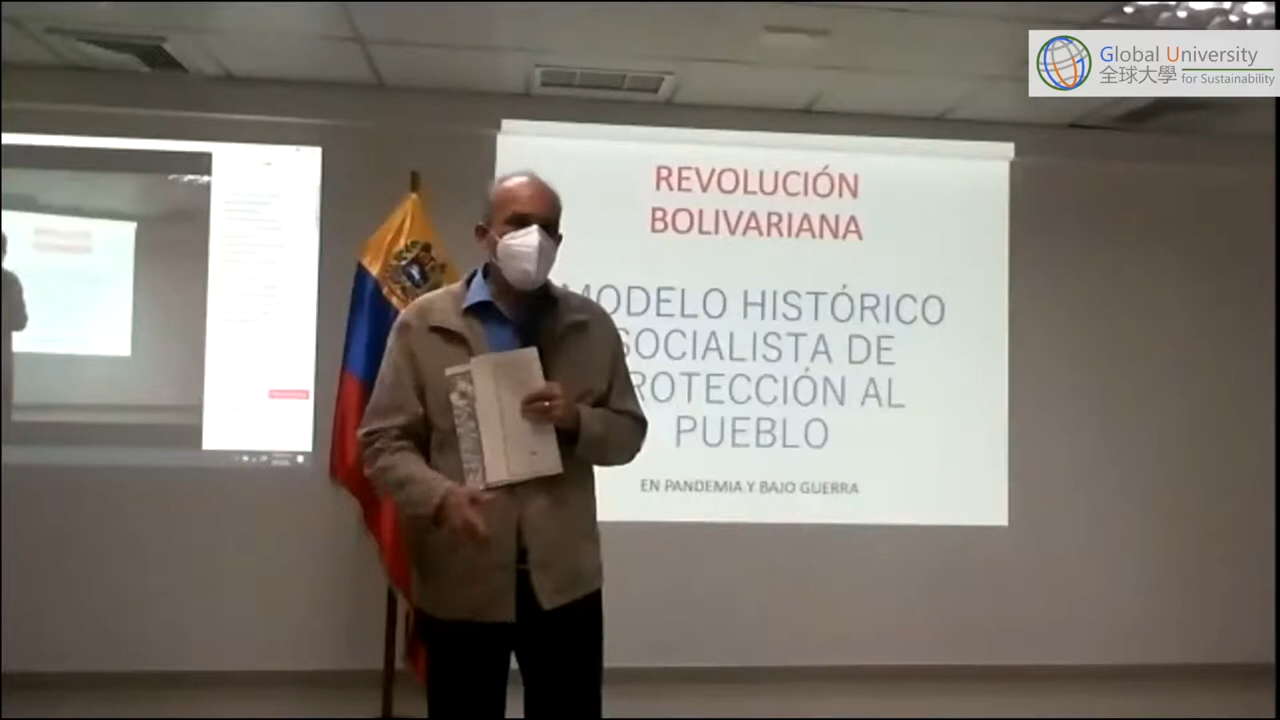 Global University
全球大學 for Sustainability
REVOLUCIÓN
BOLIVARIANA
MODELO HISTÓRICO
SOCIALISTA DE
PROTECCIÓN AL
PUEBLO
EN PANDEMIA Y BAJO GUERRA